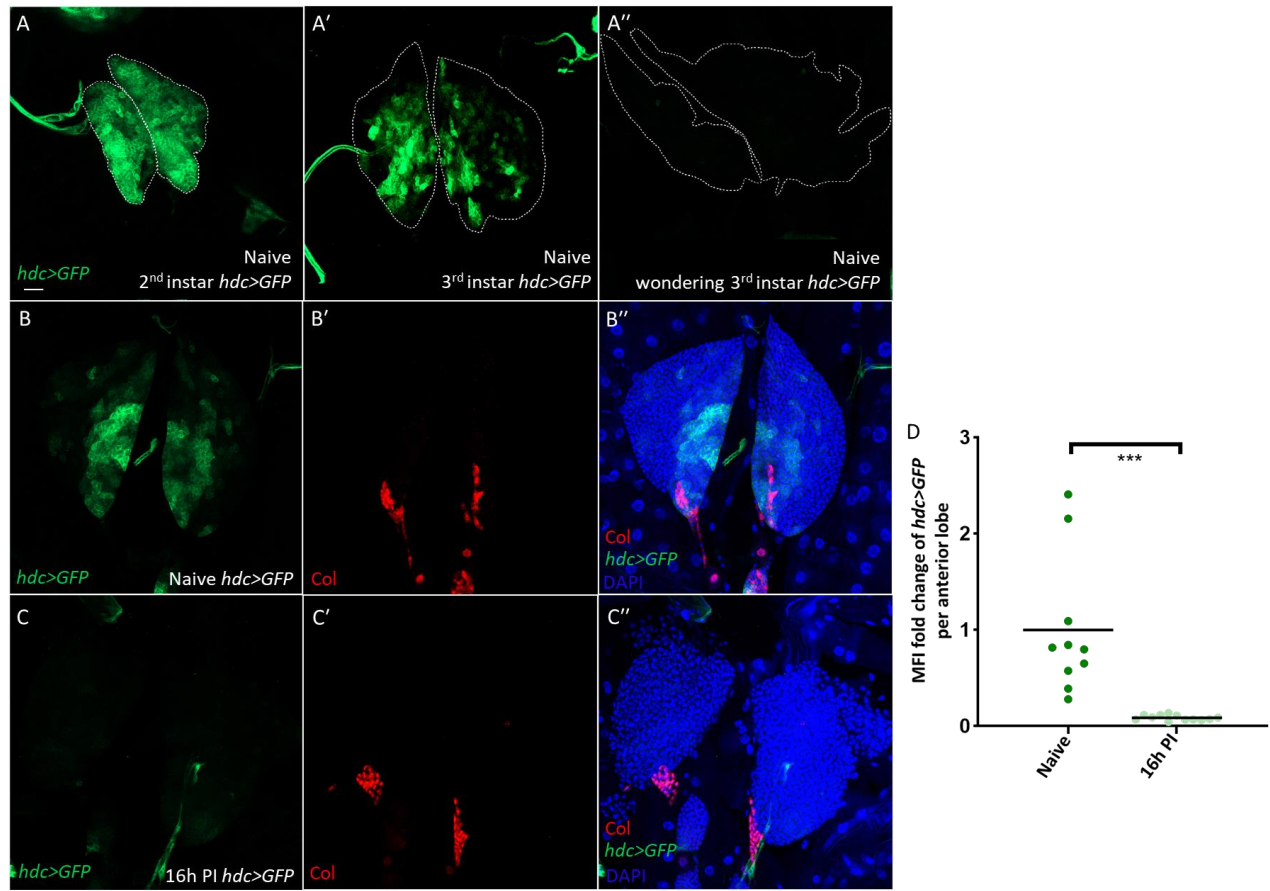 A
hdc>GFP
Naive
2nd instar hdc>GFP
A′
Naive
3rd instar hdc>GFP
A′′
Naive
wondering 3rd instar hdc>GFP
B
hdc>GFP
Naive hdc>GFP
B′
Col
B′′
Col
hdc>GFP
DAPI
C
hdc>GFP
16h PI hdc>GFP
C′
Col
C′′
Col
hdc>GFP
DAPI
D
MFI fold change of hdc>GFP
per anterior lobe
3
2
1
0
***
Naive
16h PI